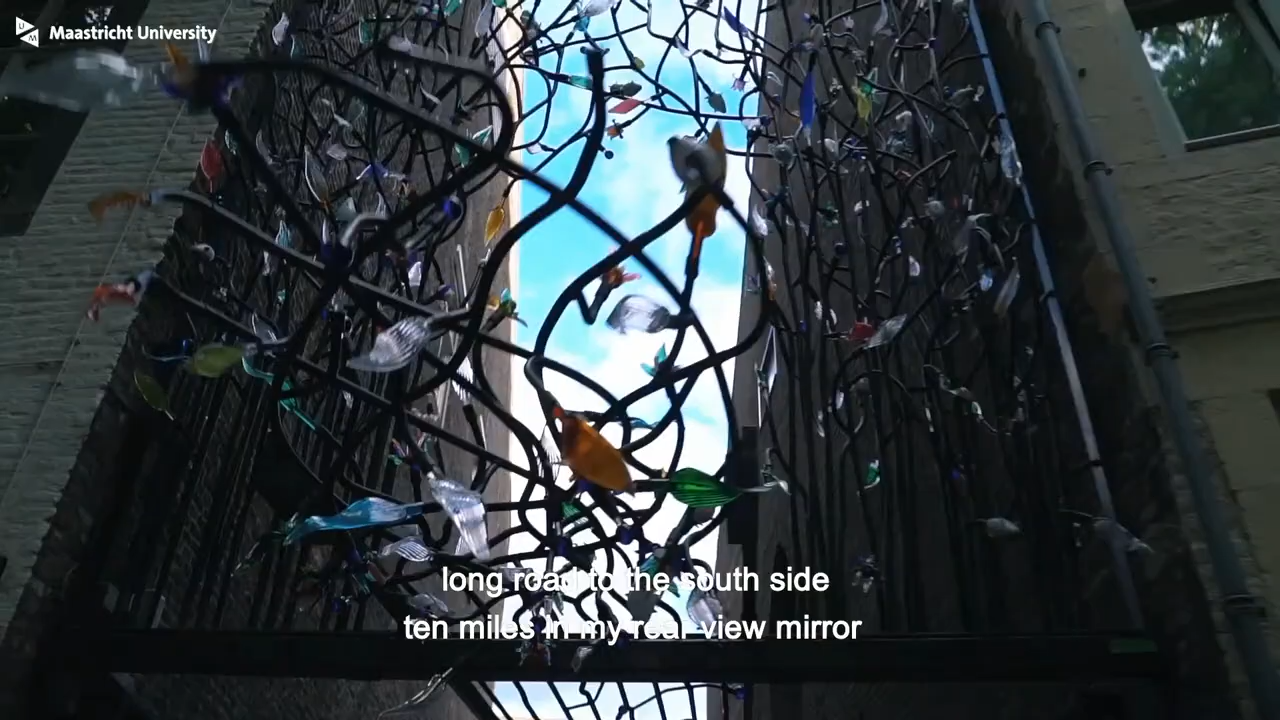 Maastricht University
long road to the south side
ten miles in my rear view mirror